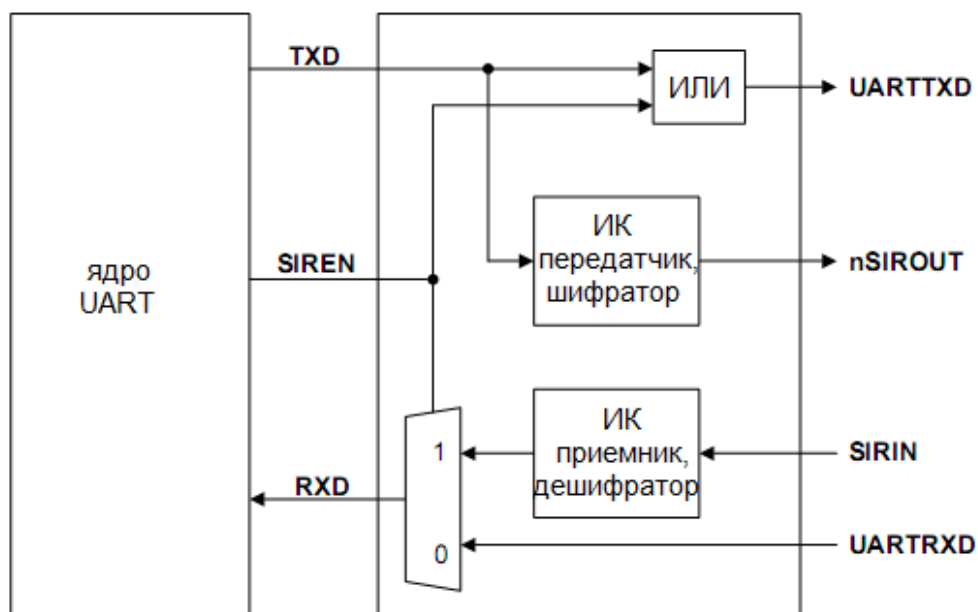 TXD
ИЛИ
UARTTXD
ядро
UART
SIREN
ИК
передатчик,
шифратор
nSIROUT
1
ИК
приемник,
дешифратор
SIRIN
RXD
0
UARTRXD